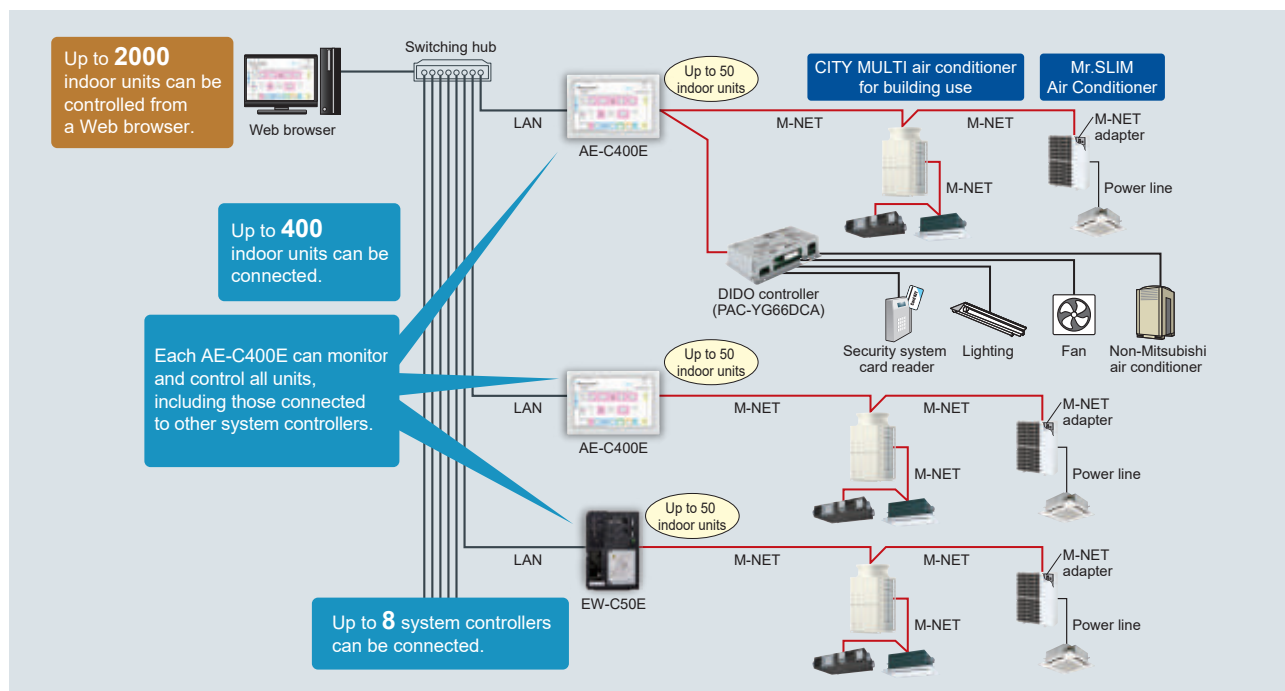 Up to 2000
indoor units can be
controlled from
a Web browser.
Web browser
Switching hub
LAN
AE-C400E
Up to 50
indoor units
M-NET
CITY MULTI air conditioner
for building use
M-NET
Mr.SLIM
Air Conditioner
M-NET
adapter
M-NET
Power line
Up to 400
indoor units can be
connected.
DIDO controller
(PAC-YG66DCA)
Security system
card reader
Lighting
Fan
Non-Mitsubishi
air conditioner
Each AE-C400E can monitor
and control all units,
including those connected
to other system controllers.
LAN
AE-C400E
Up to 50
indoor units
M-NET
M-NET
M-NET
adapter
M-NET
Power line
LAN
EW-C50E
Up to 50
indoor units
M-NET
M-NET
M-NET
adapter
M-NET
Power line
Up to 8 system controllers
can be connected.